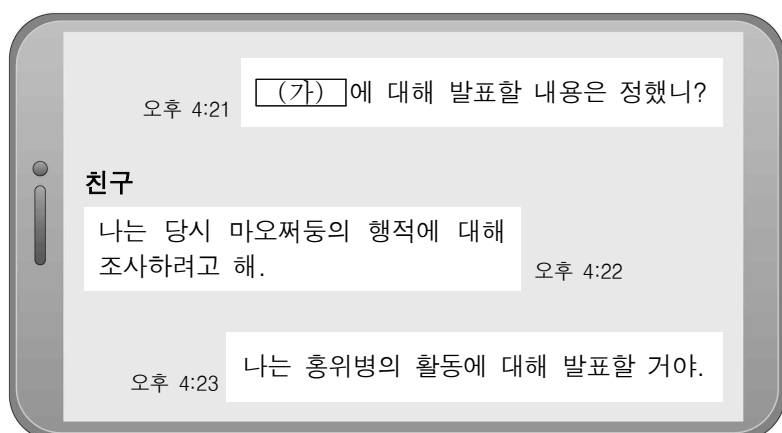 (가)에 대해 발표할 내용은 정했니?
오후 4:21
친구
나는 당시 마오쩌둥의 행적에 대해
조사하려고 해.
오후 4:22
나는 홍위병의 활동에 대해 발표할 거야.
오후 4:23